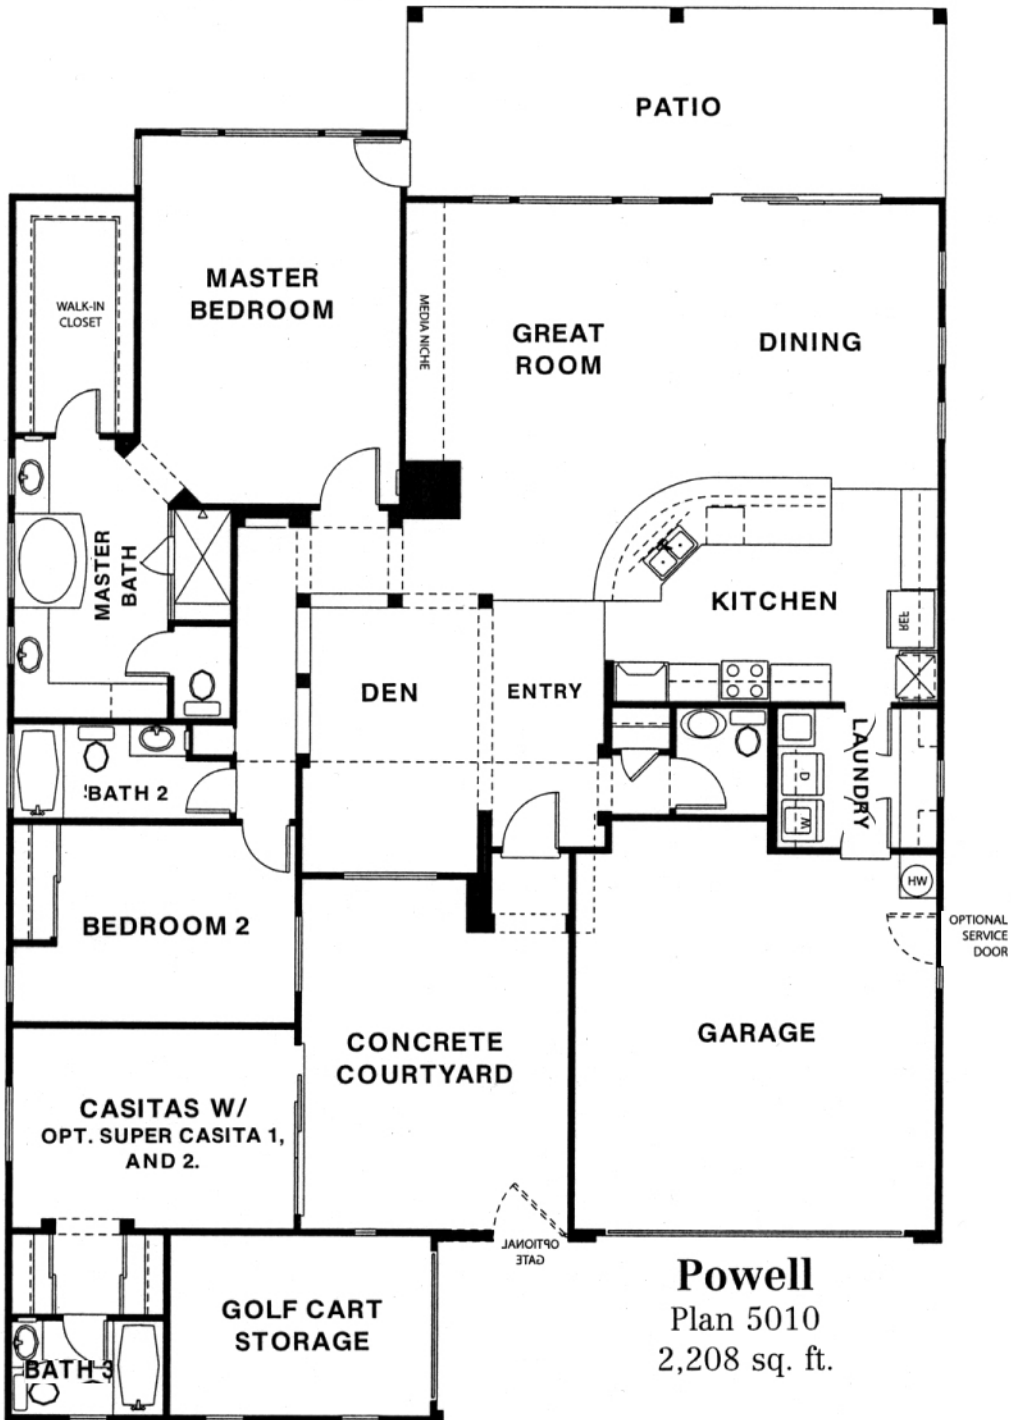 PATIO
MASTER
BEDROOM
WALK-IN
CLOSET
MEDIA NICHE
GREAT
ROOM
DINING
MASTER
BATH
KITCHEN
REF
DEN
ENTRY
BATH 2
LAUNDRY
D
W
HW
BEDROOM 2
OPTIONAL
SERVICE
DOOR
CONCRETE
COURTYARD
GARAGE
CASITAS W/
OPT. SUPER CASITA 1,
AND 2.
OPTIONAL
GATE
GOLF CART
STORAGE
BATH 3
Powell
Plan 5010
2,208 sq. ft.